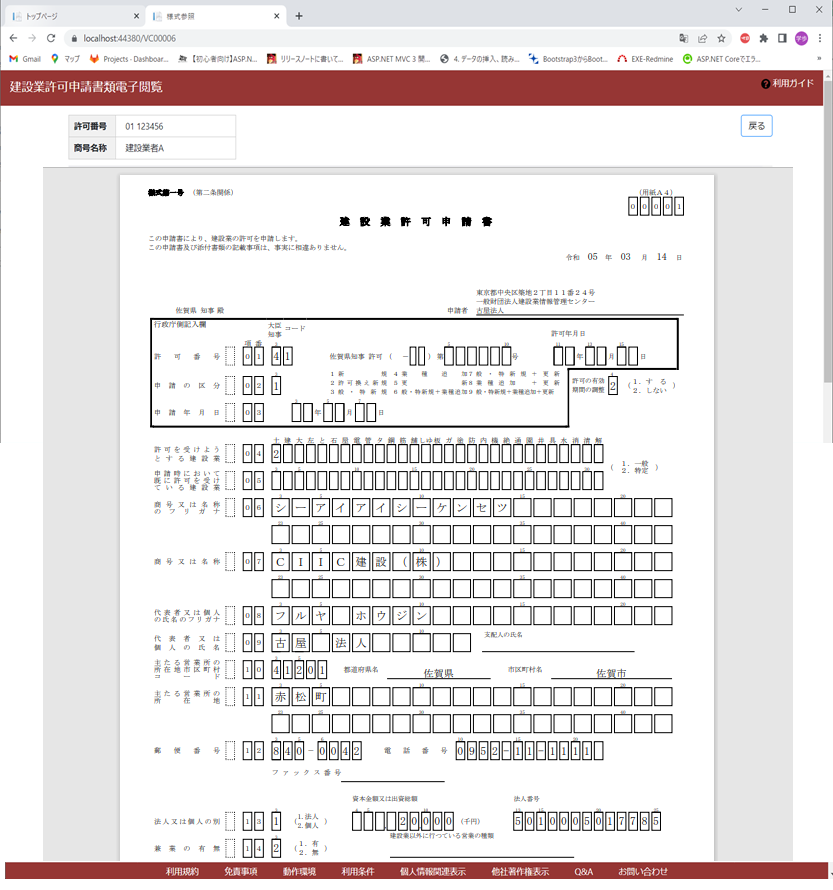 トップページ
様式参照
localhost:44380/VC00006
Gmail
マップ
Projects · Dashboar...
【初心者向け】ASP.N...
リリースノートに書いて...
ASP.NET MVC 3 開...
4. データの挿入、読み...
Bootstrap3からBoot...
EXE-Redmine
ASP.NET Coreでエラ...
建設業許可申請書類電子閲覧
利用ガイド
許可番号 01 123456
戻る
商号名称 建設業者A
様式第一号 (第二条関係)
(用紙A4)
00001
建設業許可申請書
この申請書により、建設業の許可を申請します。
この申請書及び添付書類の記載事項は、事実に相違ありません。
令和 05 年 03 月 14 日
東京都中央区築地2丁目11番24号
一般財団法人建設業情報管理センター
佐賀県 知事 殿
申請者 古屋法人
行政庁側記入欄
大臣
知事 コード
許可年月日
項番
許可番号 01 41 佐賀県知事 許可 ( - ) 第 号 年 月 日
申請の区分 02 1
1 新規 4 業種追加 7 般・特新規+更新
2 許可換え新規 5 更新 8 業種追加+更新
3 般・特新規 6 般・特新規+業種追加 9 般・特新規+業種追加+更新
許可の有効
期間の調整 2 (1. する 2. しない)
申請年月日 03 年 月 日
土建大左と石屋電管タ鋼筋舗しゅ板ガ塗防内機絶通園井具水消清解
許可を受けよう
とする建設業 04 2
申請時において
既に許可を受け
ている建設業 05
(1. 一般 2. 特定)
商号又は名称
のフリガナ 06 シーアイアイシーケンセツ
商号又は名称 07 CIIC建設(株)
代表者又は個人
の氏名のフリガナ 08 フルヤ ホウジン
代表者又は
個人の氏名 09 古屋 法人
支配人の氏名
主たる営業所の
所在地市区町村
コード 10 41201
都道府県名 佐賀県
市区町村名 佐賀市
主たる営業所の
所在地 11 赤松町
郵便番号 12 840-0042
電話番号 0952-11-1111
ファックス番号
資本金額又は出資総額
法人番号
法人又は個人の別 13 1 (1.法人 2.個人) 20000 (千円) 5010005017785
建設業以外に行っている営業の種類
兼業の有無 14 2 (1. 有 2. 無)
利用規約
免責事項
動作環境
利用条件
個人情報関連表示
他社著作権表示
Q&A
お問い合わせ